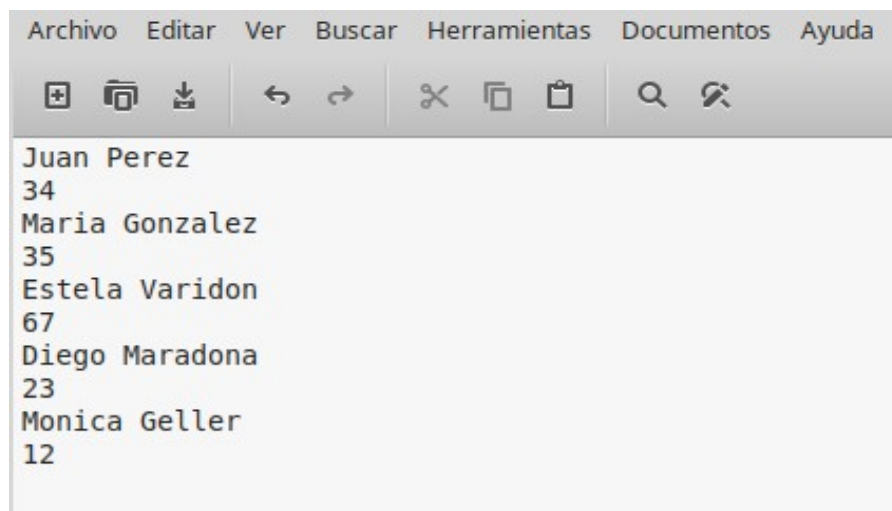 Archivo Editar Ver Buscar Herramientas Documentos Ayuda
Juan Perez
34
Maria Gonzalez
35
Estela Varidon
67
Diego Maradona
23
Monica Geller
12